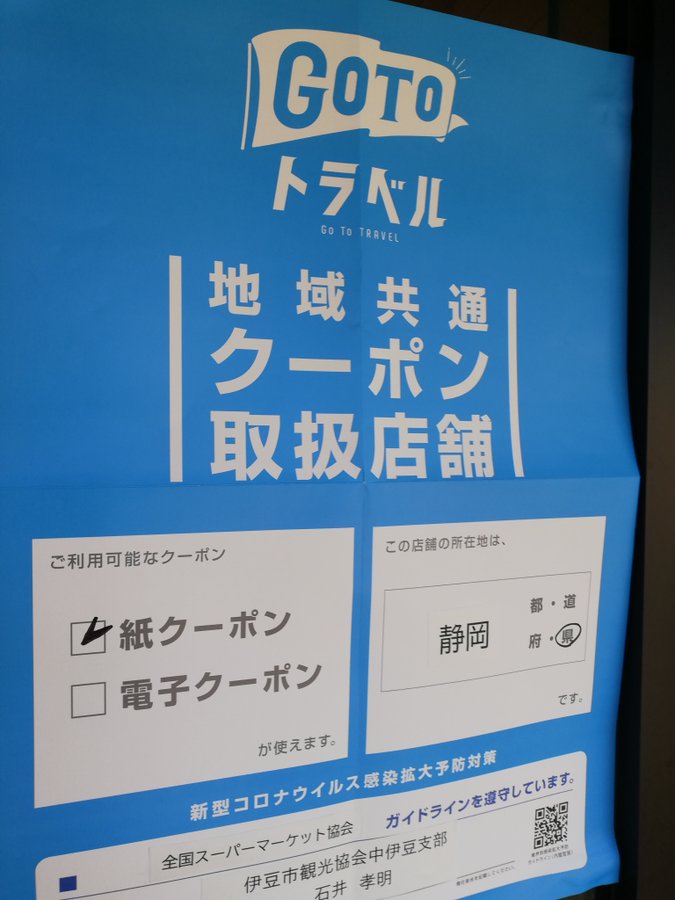 GOTO
トラベル
GO TO TRAVEL
地域共通
クーポン
取扱店舗
ご利用可能なクーポン
紙クーポン
電子クーポン
が使えます。
この店舗の所在地は、
静岡
都・道
府・県
です。
新型コロナウイルス感染拡大予防対策
ガイドラインを遵守しています。
全国スーパーマーケット協会
伊豆市観光協会中伊豆支部
石井 孝明